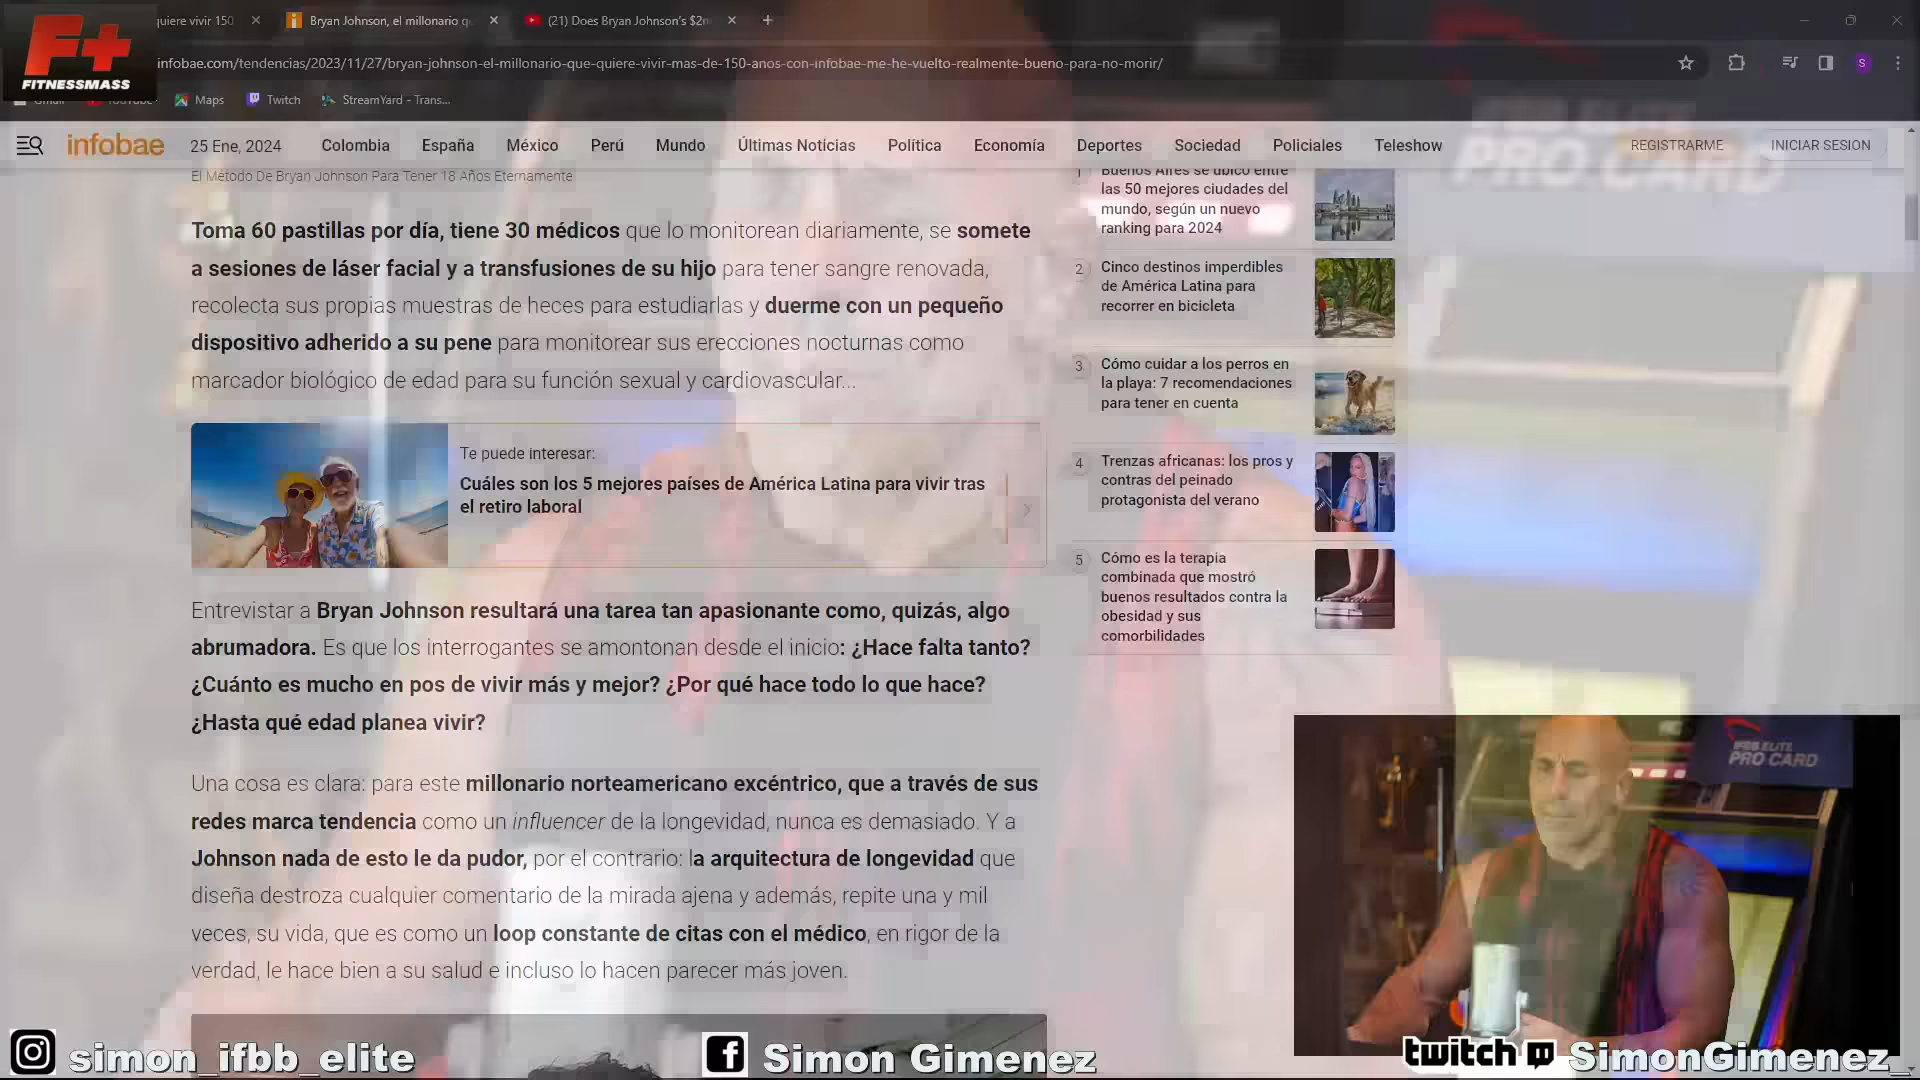 F+
FITNESSMASS
quiere vivir 150
Bryan Johnson, el millonario qu
(21) Does Bryan Johnson's $2m
infobae.com/tendencias/2023/11/27/bryan-johnson-el-millonario-que-quiere-vivir-mas-de-150-anos-con-infobae-me-he-vuelto-realmente-bueno-para-no-morir/
S
Gmail
YouTube
Maps
Twitch
StreamYard - Trans...
infobae
25 Ene, 2024
Colombia
España
México
Perú
Mundo
Últimas Noticias
Política
Economía
Deportes
Sociedad
Policiales
Teleshow
REGISTRARME
INICIAR SESION
El Método De Bryan Johnson Para Tener 18 Años Eternamente
Toma 60 pastillas por día, tiene 30 médicos que lo monitorean diariamente, se somete
a sesiones de láser facial y a transfusiones de su hijo para tener sangre renovada,
recolecta sus propias muestras de heces para estudiarlas y duerme con un pequeño
dispositivo adherido a su pene para monitorear sus erecciones nocturnas como
marcador biológico de edad para su función sexual y cardiovascular...
Te puede interesar:
Cuáles son los 5 mejores países de América Latina para vivir tras
el retiro laboral
Entrevistar a Bryan Johnson resultará una tarea tan apasionante como, quizás, algo
abrumadora. Es que los interrogantes se amontonan desde el inicio: ¿Hace falta tanto?
¿Cuánto es mucho en pos de vivir más y mejor? ¿Por qué hace todo lo que hace?
¿Hasta qué edad planea vivir?
Una cosa es clara: para este millonario norteamericano excéntrico, que a través de sus
redes marca tendencia como un influencer de la longevidad, nunca es demasiado. Y a
Johnson nada de esto le da pudor, por el contrario: la arquitectura de longevidad que
diseña destroza cualquier comentario de la mirada ajena y además, repite una y mil
veces, su vida, que es como un loop constante de citas con el médico, en rigor de la
verdad, le hace bien a su salud e incluso lo hacen parecer más joven.
1
Buenos Aires se ubicó entre
las 50 mejores ciudades del
mundo, según un nuevo
ranking para 2024
2
Cinco destinos imperdibles
de América Latina para
recorrer en bicicleta
3
Cómo cuidar a los perros en
la playa: 7 recomendaciones
para tener en cuenta
4
Trenzas africanas: los pros y
contras del peinado
protagonista del verano
5
Cómo es la terapia
combinada que mostró
buenos resultados contra la
obesidad y sus
comorbilidades
IFBB ELITE
PRO CARD
IFBB ELITE
PRO CARD
simon_ifbb_elite
Simon Gimenez
twitch
SimonGimenez_